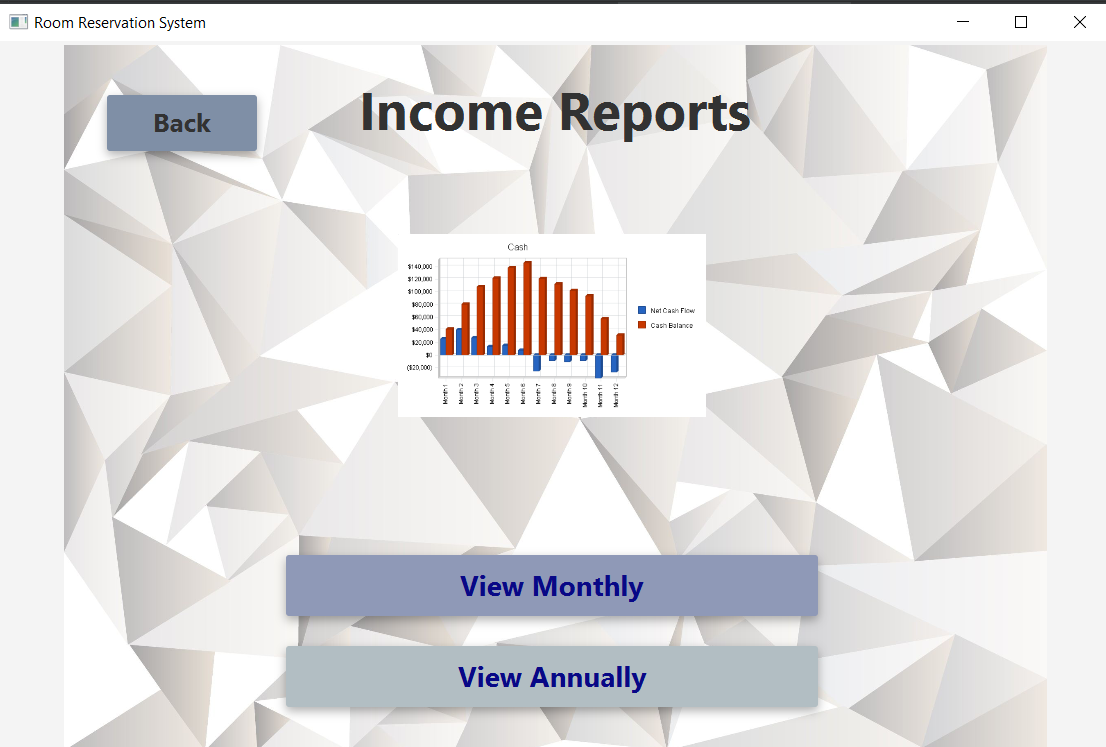 Room Reservation System
Back
Income Reports
Cash
$140,000
$120,000
$100,000
$80,000
$60,000
$40,000
$20,000
$0
($20,000)
Net Cash Flow
Cash Balance
Month 1
Month 2
Month 3
Month 4
Month 5
Month 6
Month 7
Month 8
Month 9
Month 10
Month 11
Month 12
View Monthly
View Annually